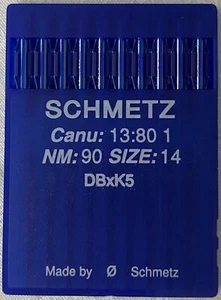 SCHMETZ
Canu: 13:80 1
NM: 90 SIZE: 14
DBxK5
Made by Ø Schmetz